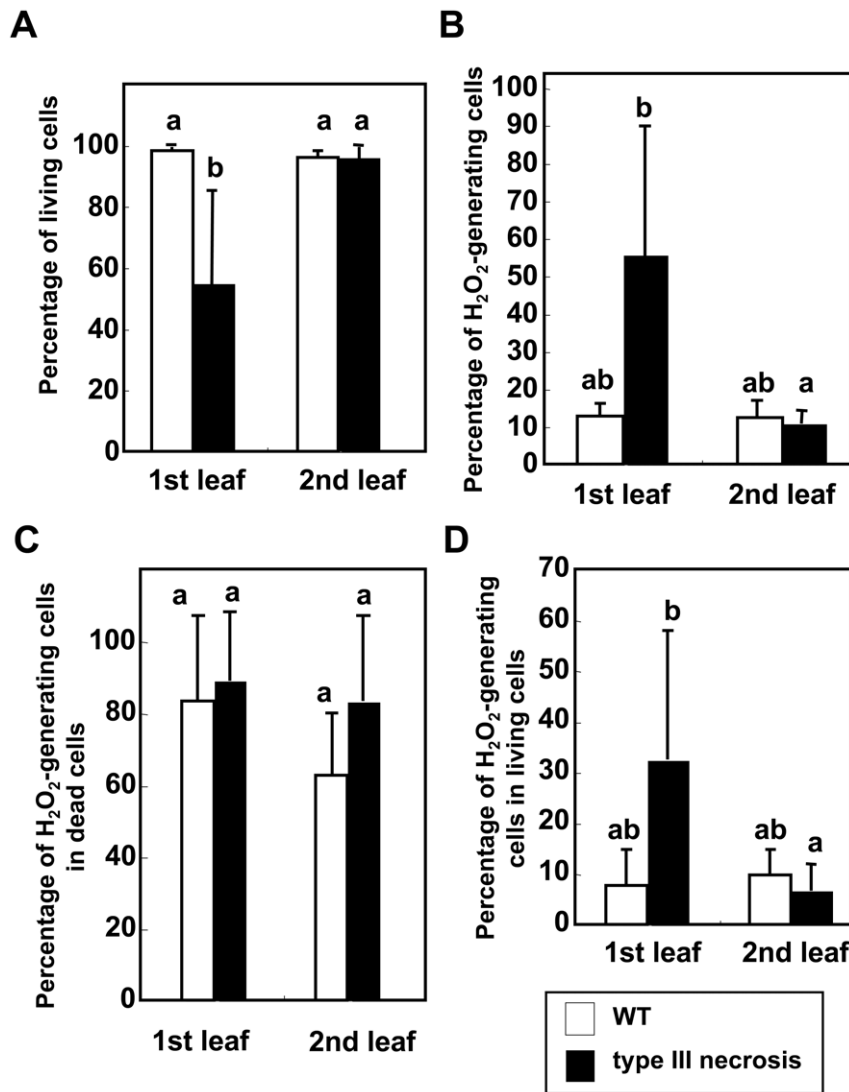 A
Percentage of living cells
100
80
60
40
20
0
a
b
a
a
1st leaf
2nd leaf
B
Percentage of H₂O₂-generating cells
100
90
80
70
60
50
40
30
20
10
0
ab
b
ab
a
1st leaf
2nd leaf
C
Percentage of H₂O₂-generating cells
in dead cells
100
80
60
40
20
0
a
a
a
a
1st leaf
2nd leaf
D
Percentage of H₂O₂-generating
cells in living cells
70
60
50
40
30
20
10
0
ab
b
ab
a
1st leaf
2nd leaf
WT
type III necrosis